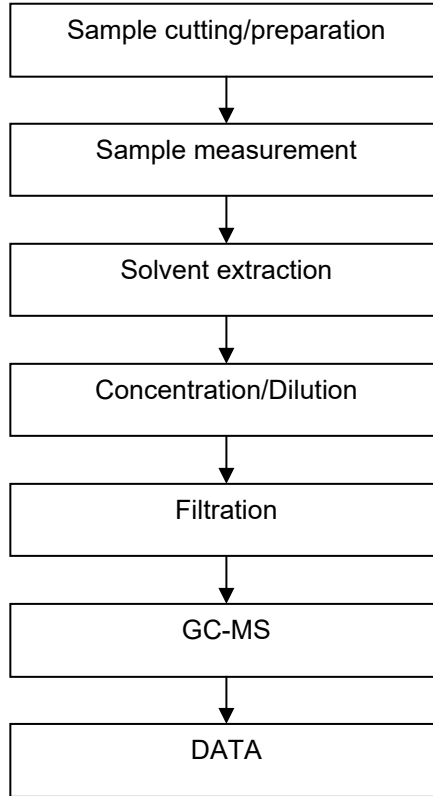 Sample cutting/preparation
Sample measurement
Solvent extraction
Concentration/Dilution
Filtration
GC-MS
DATA